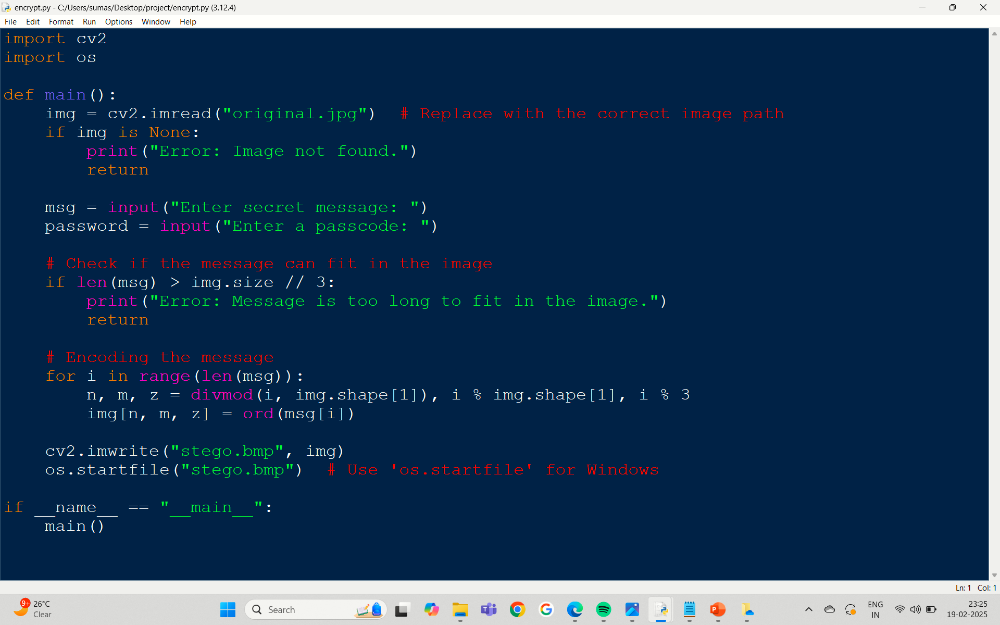 encrypt.py - C:/Users/sumas/Desktop/project/encrypt.py (3.12.4)
File Edit Format Run Options Window Help
import cv2
import os
def main():
    img = cv2.imread("original.jpg")  # Replace with the correct image path
    if img is None:
        print("Error: Image not found.")
        return
    msg = input("Enter secret message: ")
    password = input("Enter a passcode: ")
    # Check if the message can fit in the image
    if len(msg) > img.size // 3:
        print("Error: Message is too long to fit in the image.")
        return
    # Encoding the message
    for i in range(len(msg)):
        n, m, z = divmod(i, img.shape[1]), i % img.shape[1], i % 3
        img[n, m, z] = ord(msg[i])
    cv2.imwrite("stego.bmp", img)
    os.startfile("stego.bmp")  # Use 'os.startfile' for Windows
if __name__ == "__main__":
    main()
Ln: 1 Col: 1
9+ 26°C
Clear
Search
ENG
IN
23:25
19-02-2025